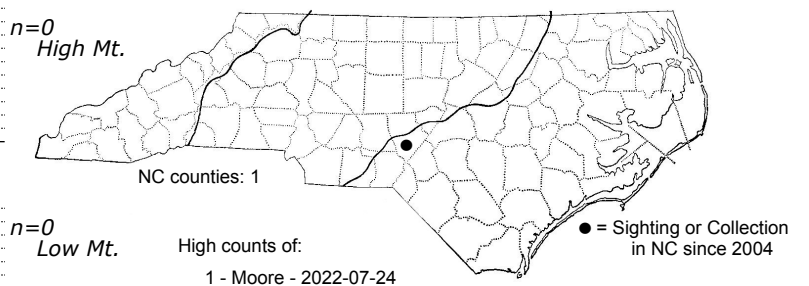 n=0
High Mt.
NC counties: 1
n=0
Low Mt.
High counts of:
1 - Moore - 2022-07-24
● = Sighting or Collection
in NC since 2004